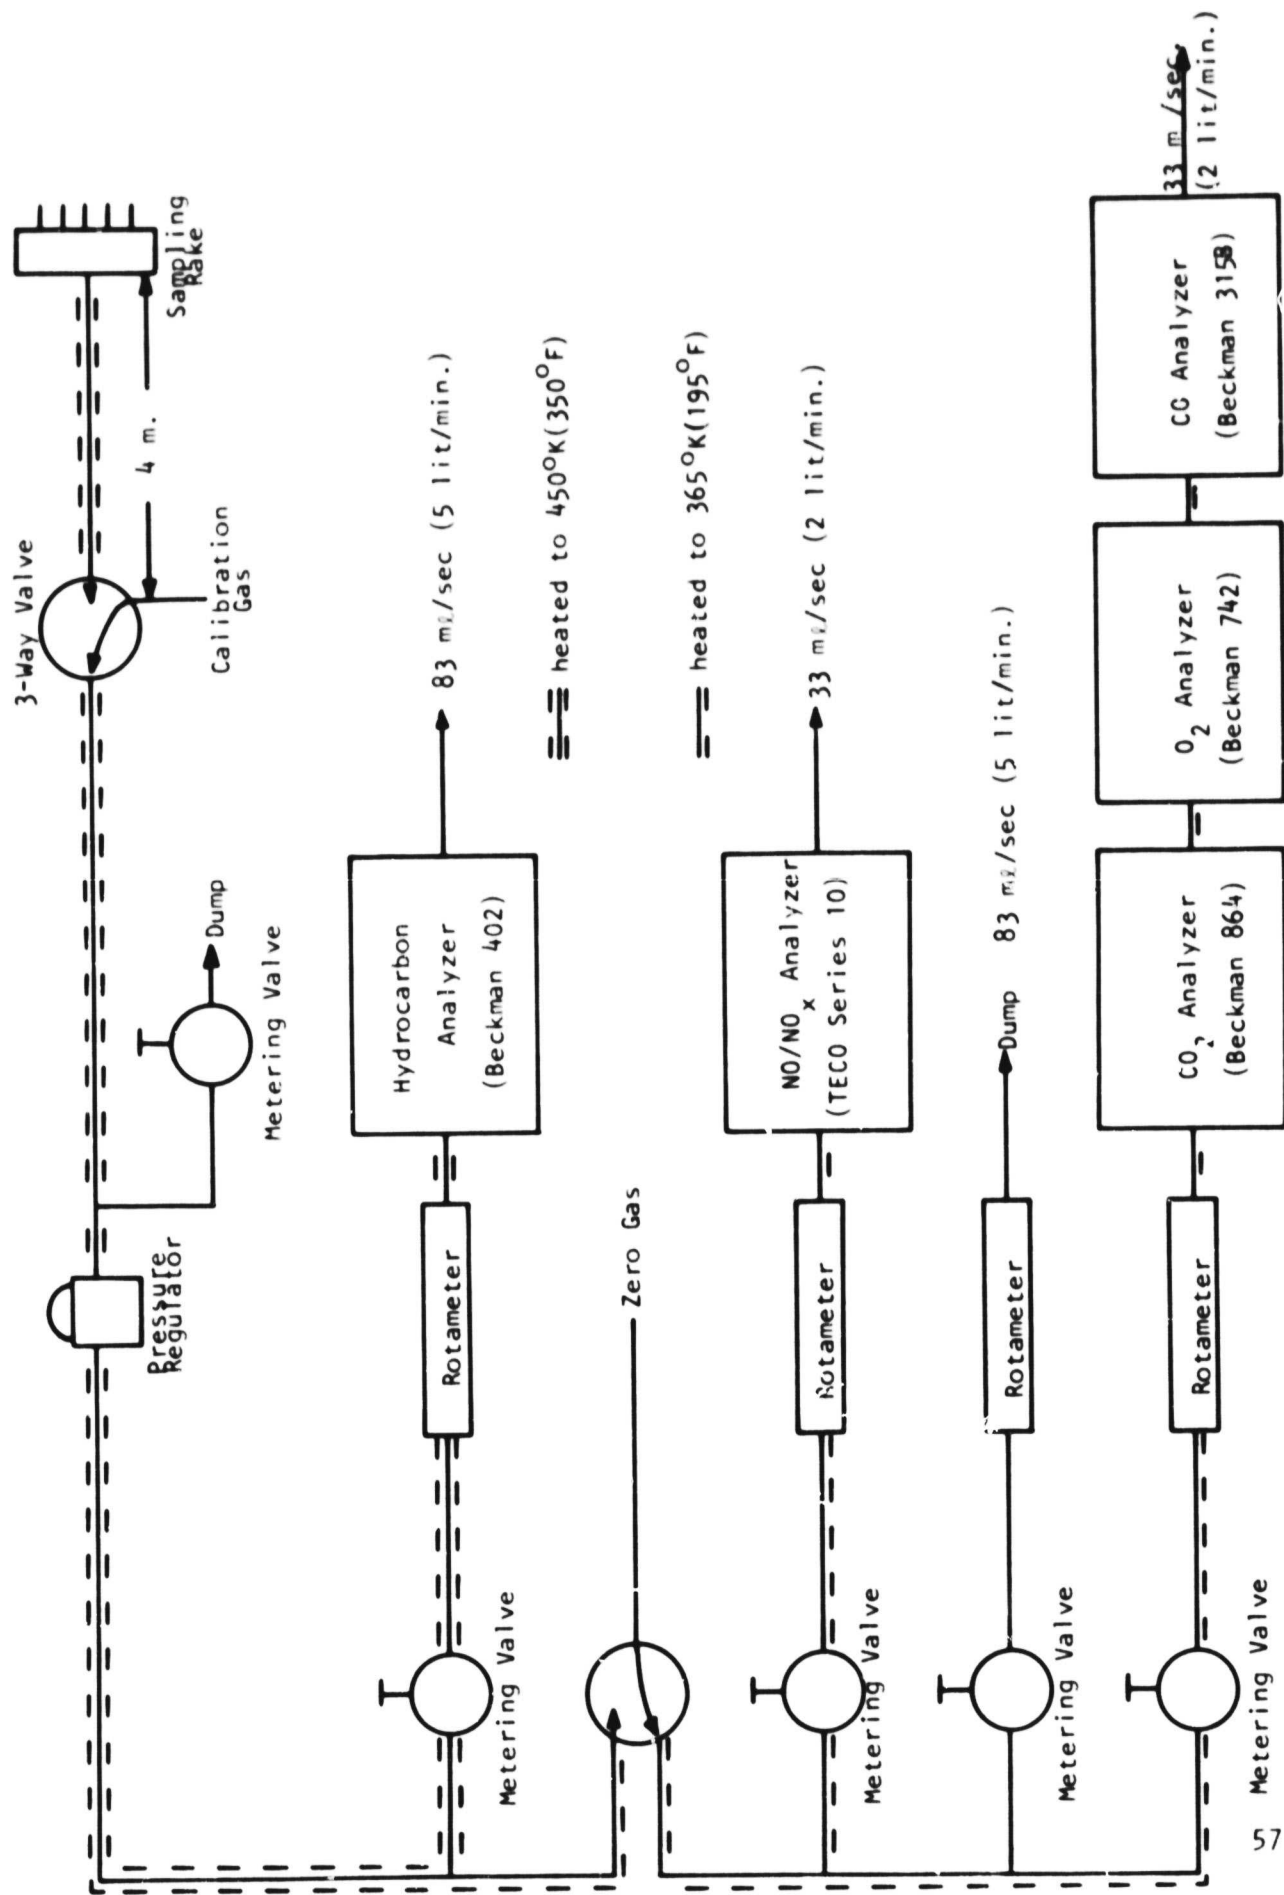 Sampling
Rake
4 m.
3-Way Valve
Calibration
Gas
Dump
Metering Valve
Pressure
Regulator
83 mℓ/sec (5 lit/min.)
Hydrocarbon
Analyzer
(Beckman 402)
Rotameter
Metering Valve
heated to 450°K(350°F)
Zero Gas
heated to 365°K(195°F)
33 mℓ/sec (2 lit/min.)
NO/NOx Analyzer
(TECO Series 10)
Rotameter
Metering Valve
Dump 83 mℓ/sec (5 lit/min.)
Rotameter
Metering Valve
33 m /sec.
(2 lit/min.)
CO Analyzer
(Beckman 315B)
O2 Analyzer
(Beckman 742)
CO2 Analyzer
(Beckman 864)
Rotameter
Metering Valve
57